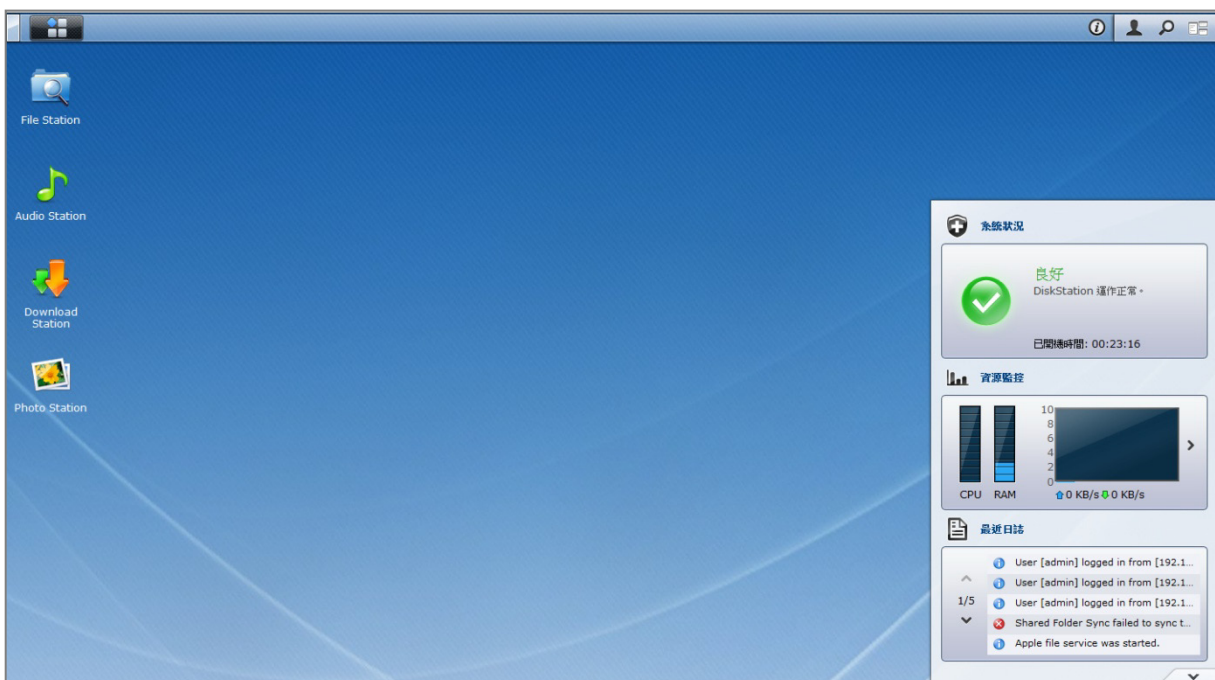 File Station
Audio Station
Download
Station
Photo Station
系統狀況
良好
DiskStation 運作正常。
已開機時間: 00:23:16
資源監控
10
8
6
4
2
0
CPU RAM
0 KB/s 0 KB/s
最近日誌
User [admin] logged in from [192.1...
User [admin] logged in from [192.1...
1/5
User [admin] logged in from [192.1...
Shared Folder Sync failed to sync t...
Apple file service was started.